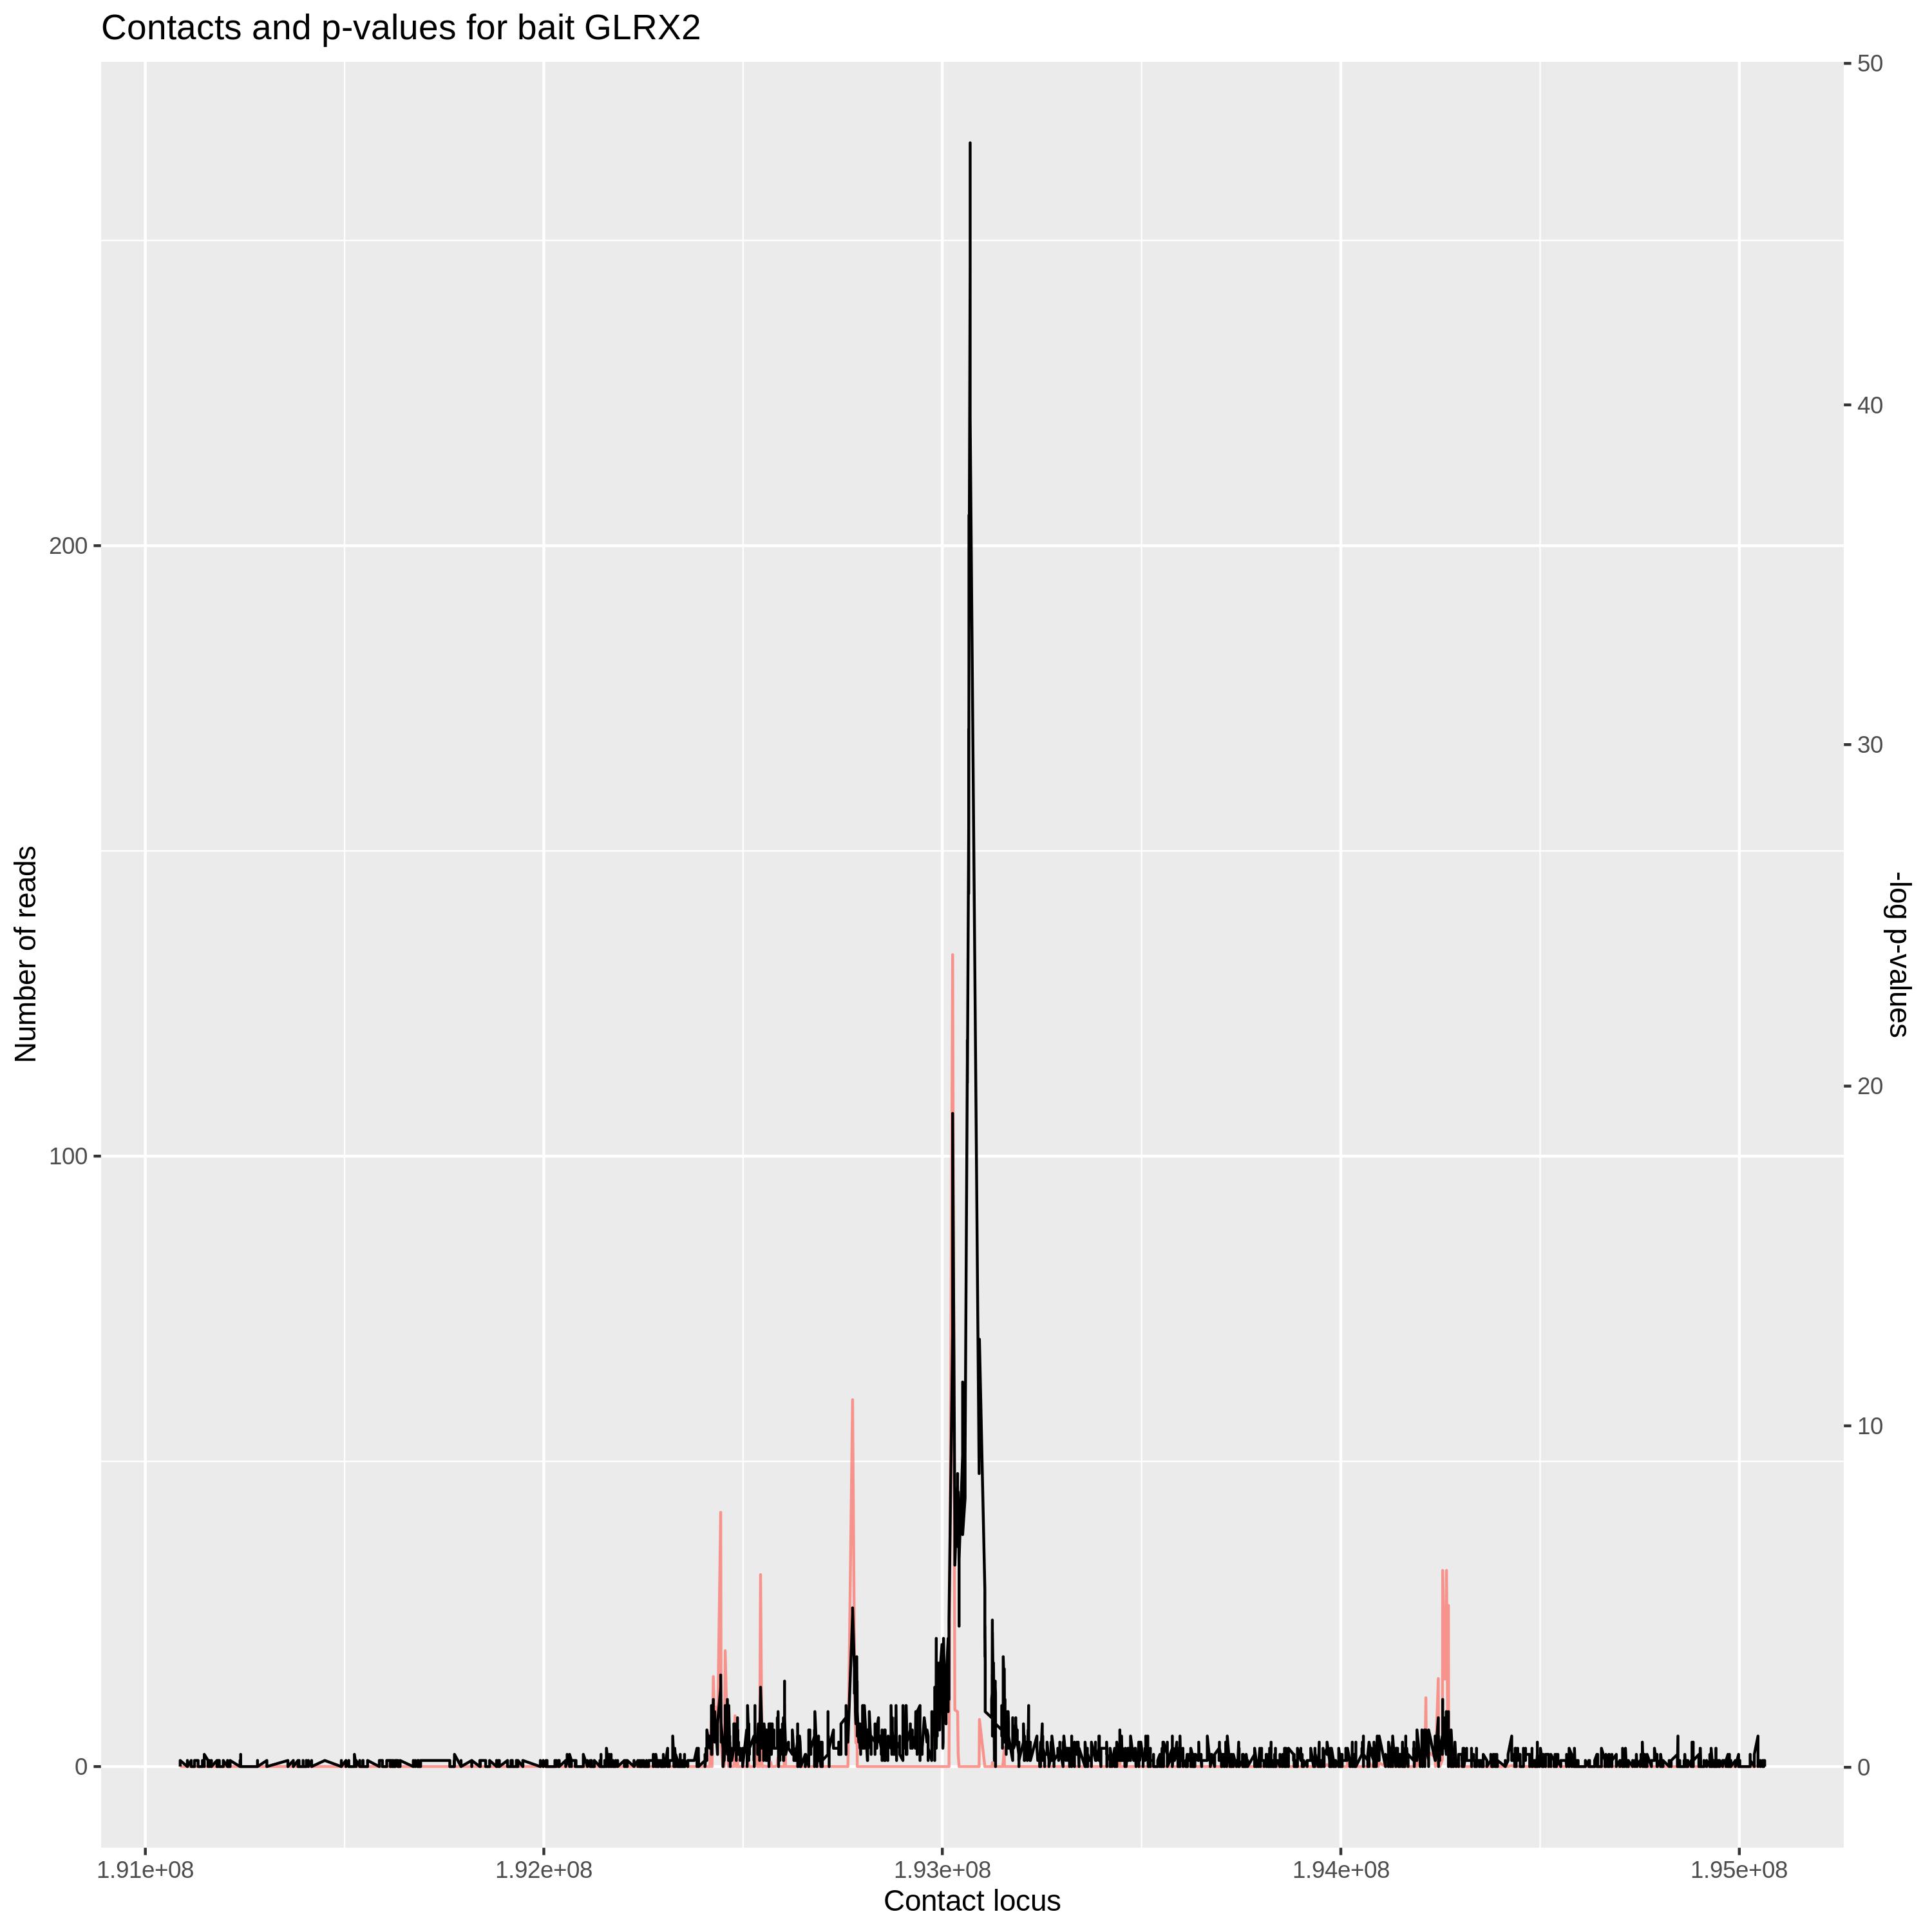 Contacts and p-values for bait GLRX2
50
40
200
30
Number of reads
-log p-values
20
100
10
0
0
1.91e+08
1.92e+08
1.93e+08
1.94e+08
1.95e+08
Contact locus